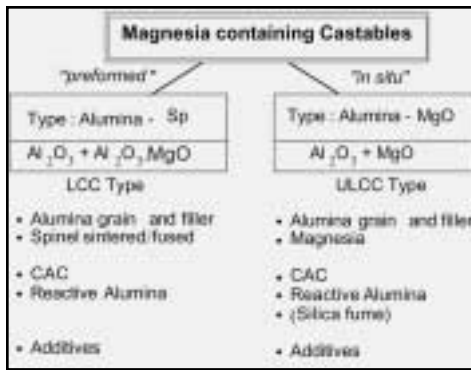 Magnesia containing Castables
"preformed" "in situ"
Type : Alumina - Sp
Al2O3 + Al2O3.MgO
LCC Type
• Alumina grain and filler
• Spinel sintered/fused
• CAC
• Reactive Alumina
• Additives
Type : Alumina - MgO
Al2O3 + MgO
ULCC Type
• Alumina grain and filler
• Magnesia
• CAC
• Reactive Alumina
• (Silica fume)
• Additives